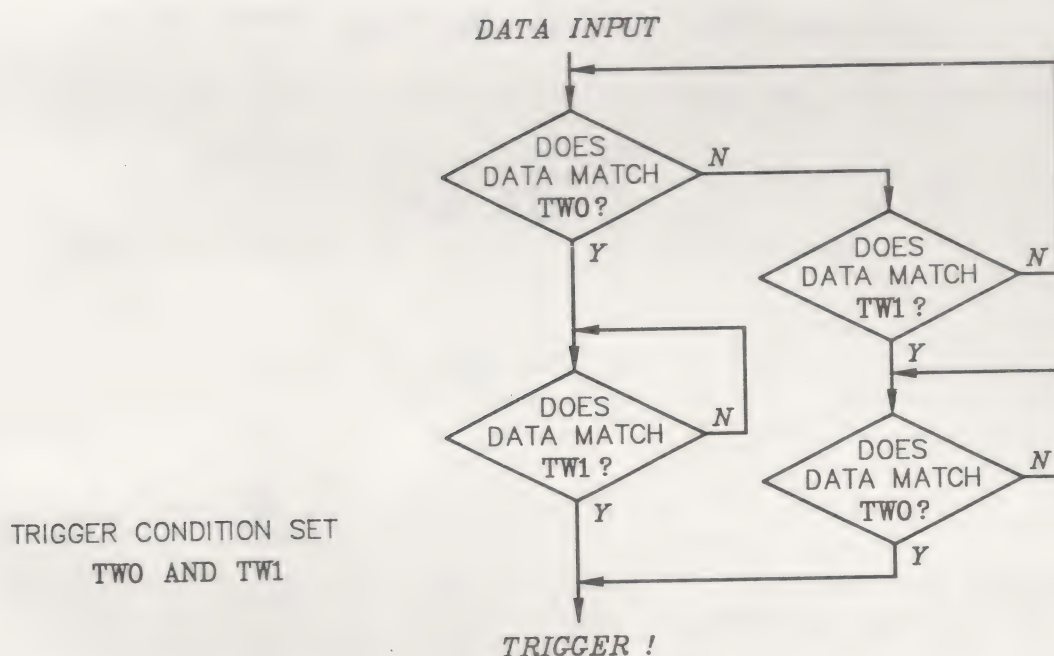 DATA INPUT
DOES
DATA MATCH
TW0?
N
Y
DOES
DATA MATCH
TW1?
N
Y
DOES
DATA MATCH
TW1?
N
Y
DOES
DATA MATCH
TW0?
N
Y
TRIGGER CONDITION SET
TW0 AND TW1
TRIGGER !